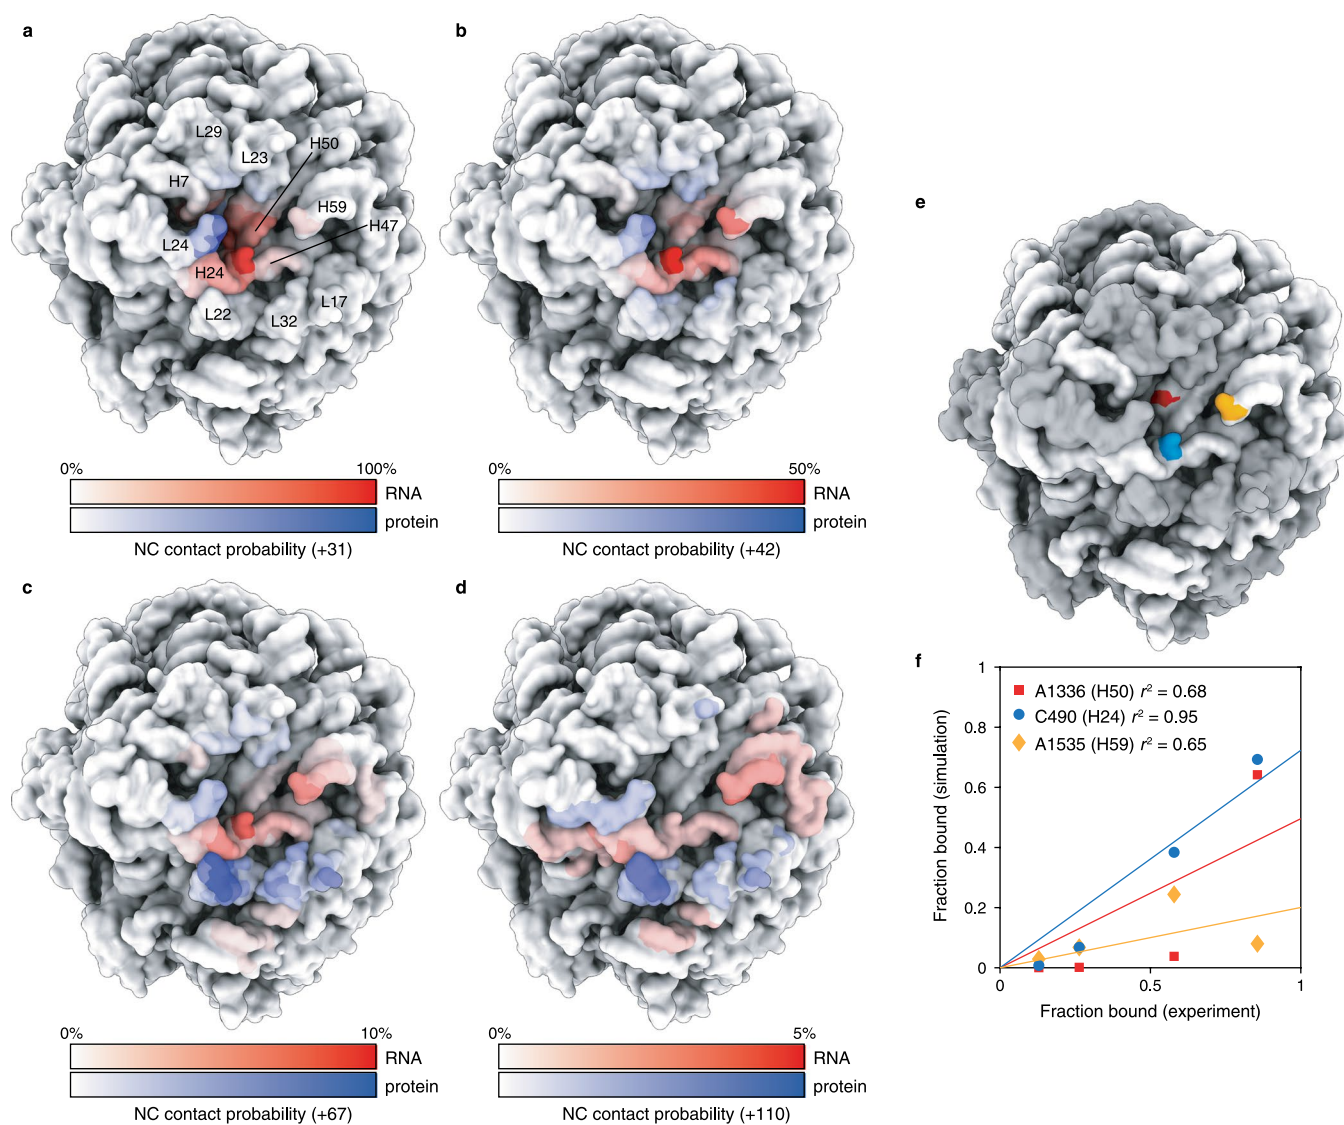 a
L29
L23
H50
H7
H59
H47
L24
H24
L17
L22
L32
0% 100%
RNA
protein
NC contact probability (+31)
b
0% 50%
RNA
protein
NC contact probability (+42)
c
0% 10%
RNA
protein
NC contact probability (+67)
d
0% 5%
RNA
protein
NC contact probability (+110)
e
f
1
A1336 (H50) r² = 0.68
C490 (H24) r² = 0.95
A1535 (H59) r² = 0.65
0.8
0.6
0.4
0.2
0
0 0.5 1
Fraction bound (simulation)
Fraction bound (experiment)